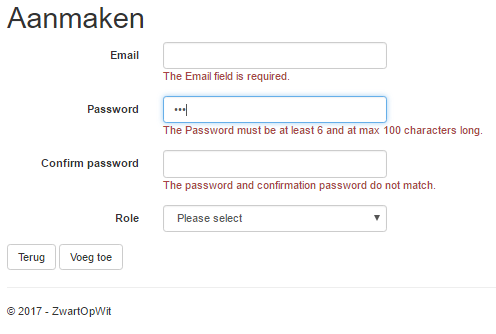 Aanmaken
Email
The Email field is required.
Password •••
The Password must be at least 6 and at max 100 characters long.
Confirm password
The password and confirmation password do not match.
Role Please select
Terug Voeg toe
© 2017 - ZwartOpWit